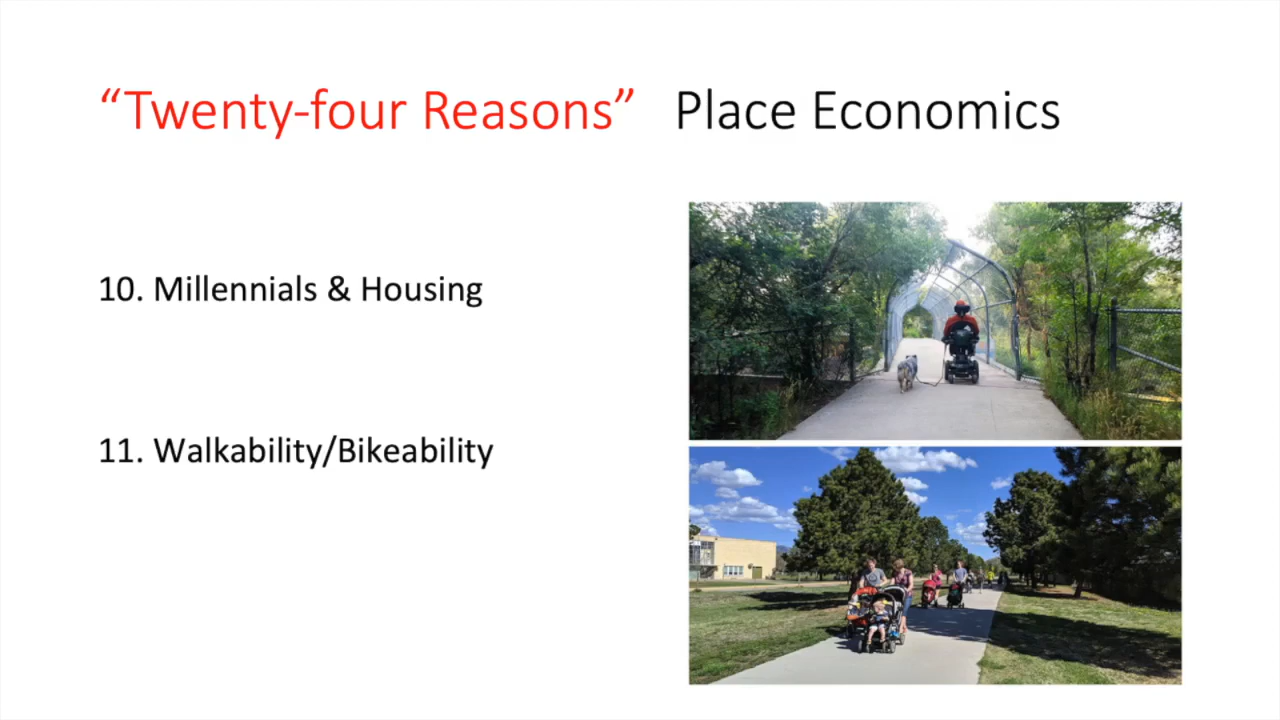 “Twenty-four Reasons” Place Economics
10. Millennials & Housing
11. Walkability/Bikeability